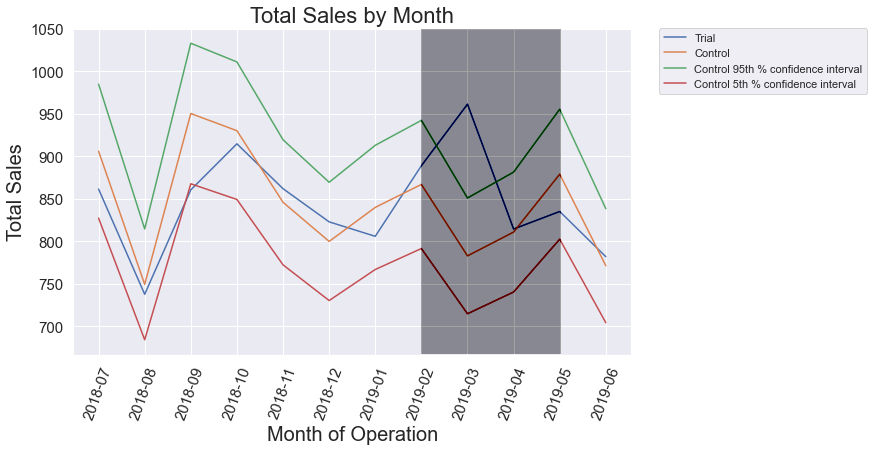 Total Sales by Month
Total Sales
1050
1000
950
900
850
800
750
700
2018-07
2018-08
2018-09
2018-10
2018-11
2018-12
2019-01
2019-02
2019-03
2019-04
2019-05
2019-06
Month of Operation
Trial
Control
Control 95th % confidence interval
Control 5th % confidence interval